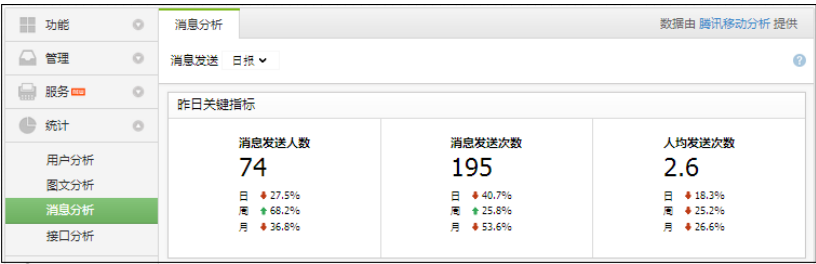 功能
管理
服务 new
统计
用户分析
图文分析
消息分析
接口分析
消息分析
数据由 腾讯移动分析 提供
消息发送 日报
?
昨日关键指标
消息发送人数
74
日 27.5%
周 68.2%
月 36.8%
消息发送次数
195
日 40.7%
周 25.8%
月 53.6%
人均发送次数
2.6
日 18.3%
周 25.2%
月 26.6%